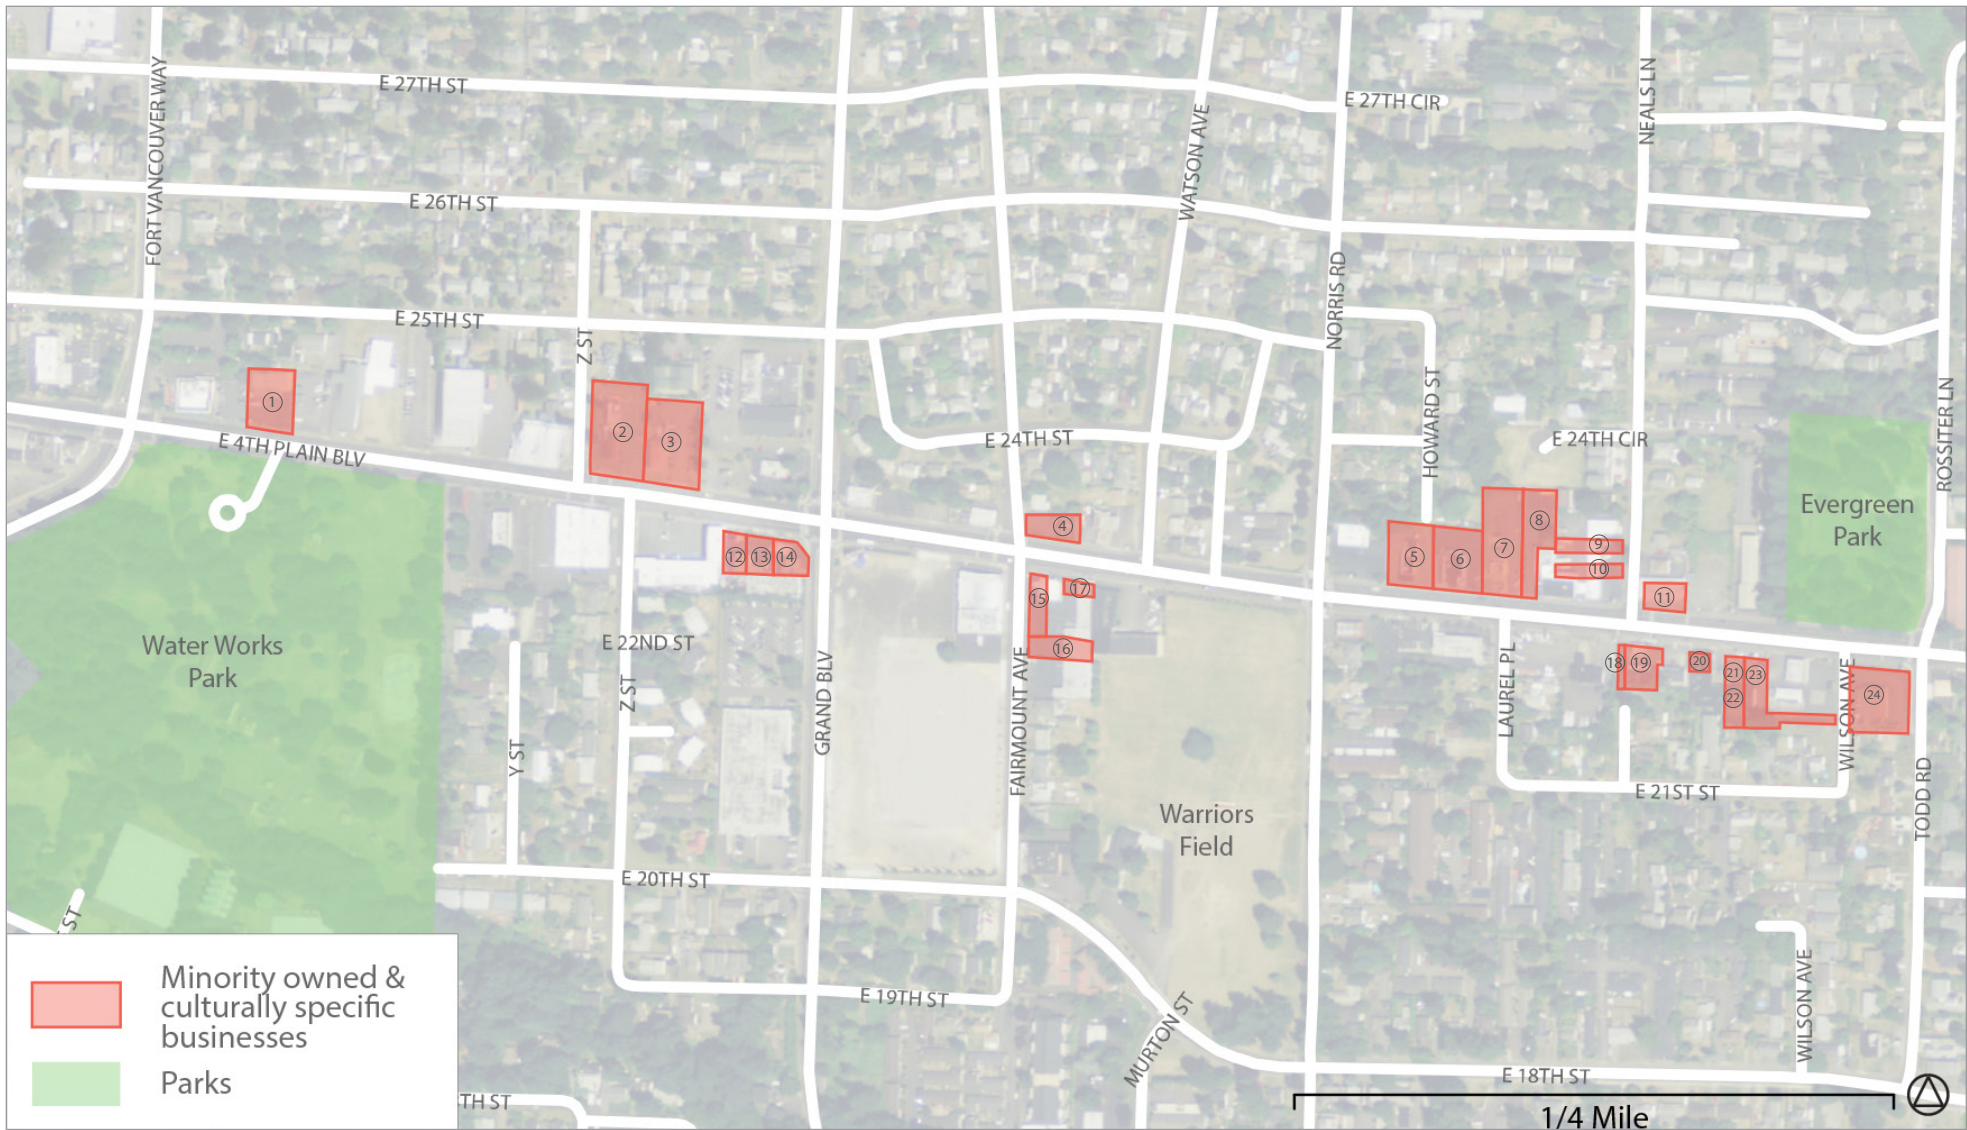 E 27TH ST
E 27TH CIR
FORT VANCOUVER WAY
WATSON AVE
NEALS LN
E 26TH ST
NORRIS RD
E 25TH ST
Z ST
HOWARD ST
ROSSITER LN
E 4TH PLAIN BLV
E 24TH ST
E 24TH CIR
Evergreen
Park
1
2
3
4
5
6
7
8
9
10
11
12
13
14
15
16
17
18
19
20
21
22
23
24
Water Works
Park
E 22ND ST
Z ST
Y ST
GRAND BLV
FAIRMOUNT AVE
LAUREL PL
WILSON AVE
E 21ST ST
TODD RD
Warriors
Field
E 20TH ST
E 19TH ST
MURTON ST
WILSON AVE
E 18TH ST
ST
TH ST
Minority owned &
culturally specific
businesses
Parks
1/4 Mile